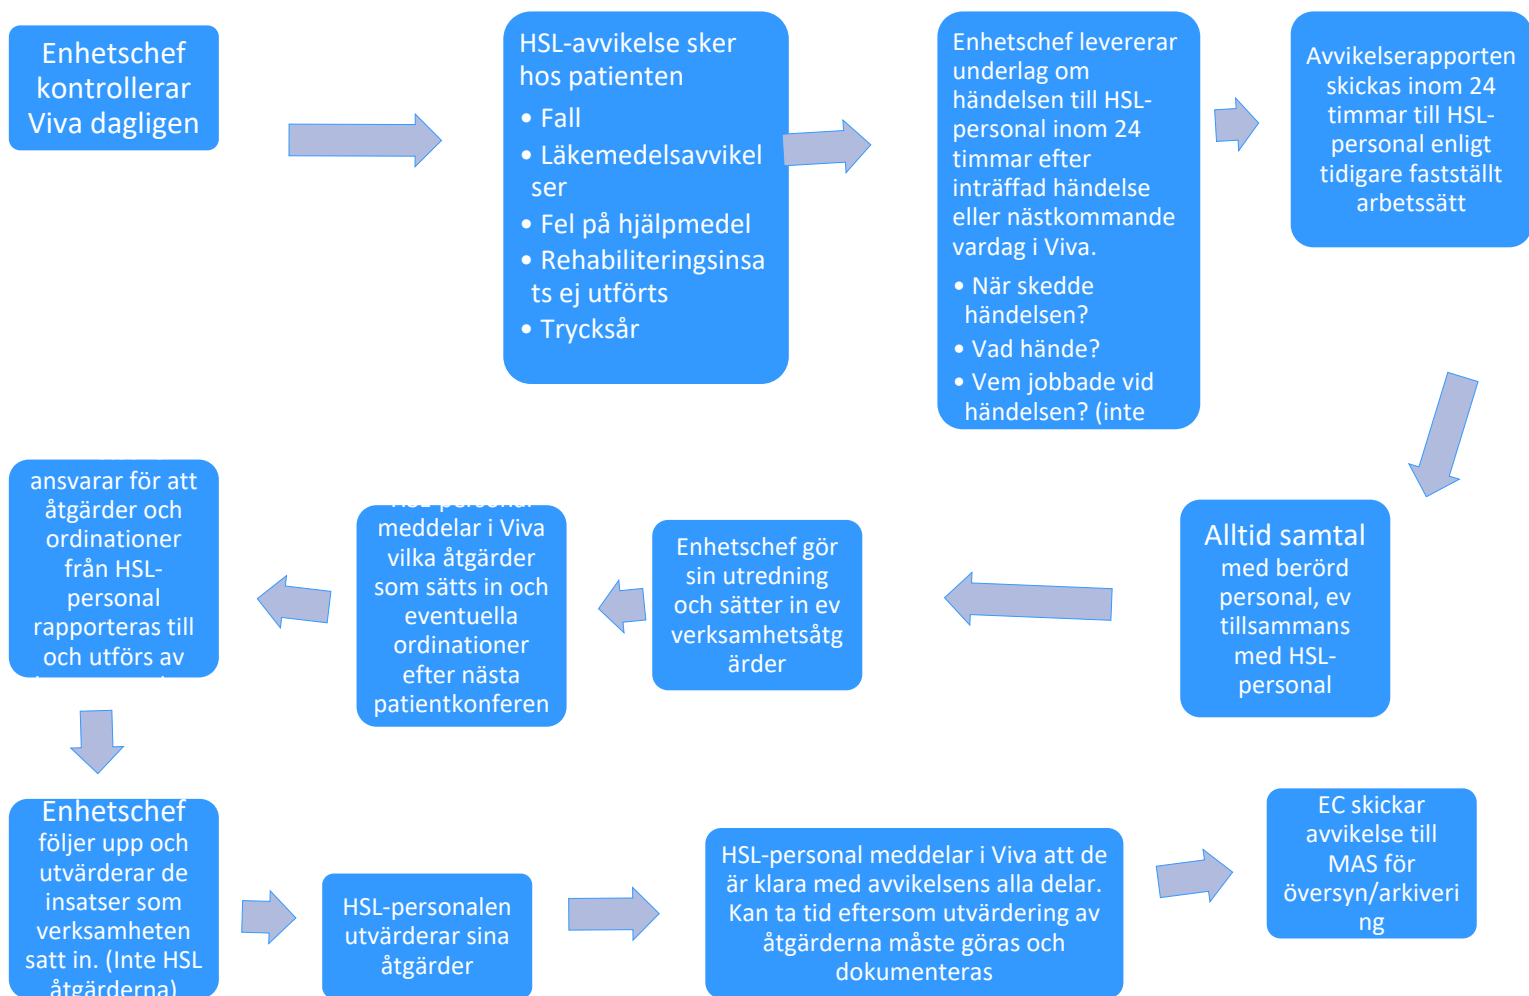 Enhetschef
kontrollerar
Viva dagligen
HSL-avvikelse sker
hos patienten
• Fall
• Läkemedelsavvikel
ser
• Fel på hjälpmedel
• Rehabiliteringsinsa
ts ej utförts
• Trycksår
Enhetschef levererar
underlag om
händelsen till HSL-
personal inom 24
timmar efter
inträffad händelse
eller nästkommande
vardag i Viva.
• När skedde
händelsen?
• Vad hände?
• Vem jobbade vid
händelsen? (inte
Avvikelserapporten
skickas inom 24
timmar till HSL-
personal enligt
tidigare fastställt
arbetssätt
Alltid samtal
med berörd
personal, ev
tillsammans
med HSL-
personal
Enhetschef gör
sin utredning
och sätter in ev
verksamhetsåtg
ärder
HSL-personal
meddelar i Viva
vilka åtgärder
som sätts in och
eventuella
ordinationer
efter nästa
patientkonferen
ansvarar för att
åtgärder och
ordinationer
från HSL-
personal
rapporteras till
och utförs av
Enhetschef
följer upp och
utvärderar de
insatser som
verksamheten
satt in. (Inte HSL
åtgärderna)
HSL-personalen
utvärderar sina
åtgärder
HSL-personal meddelar i Viva att de
är klara med avvikelsens alla delar.
Kan ta tid eftersom utvärdering av
åtgärderna måste göras och
dokumenteras
EC skickar
avvikelse till
MAS för
översyn/arkiveri
ng